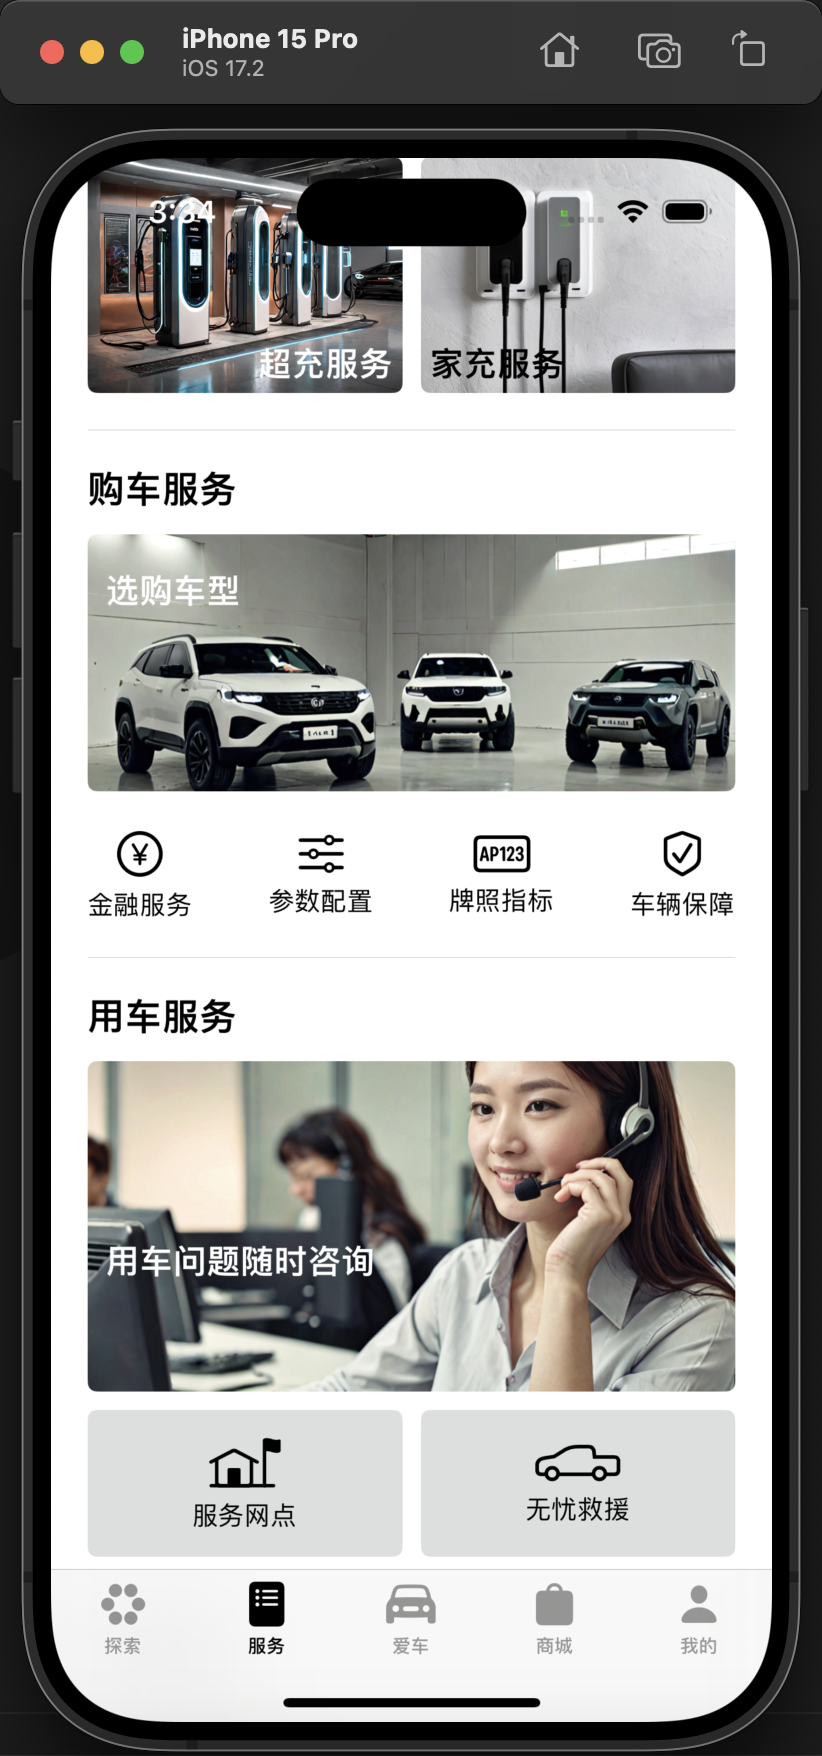 iPhone 15 Pro
iOS 17.2
3:34
超充服务
家充服务
购车服务
选购车型
金融服务
参数配置
AP123
牌照指标
车辆保障
用车服务
用车问题随时咨询
服务网点
无忧救援
探索
服务
爱车
商城
我的